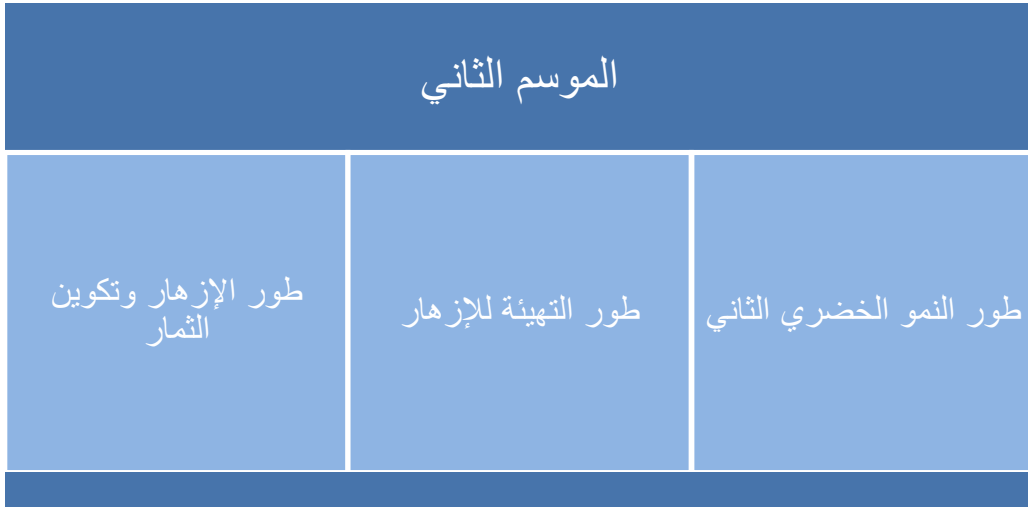 الموسم الثاني
طور النمو الخضري الثاني
طور التهيئة للإزهار
طور الإزهار وتكوين
الثمار